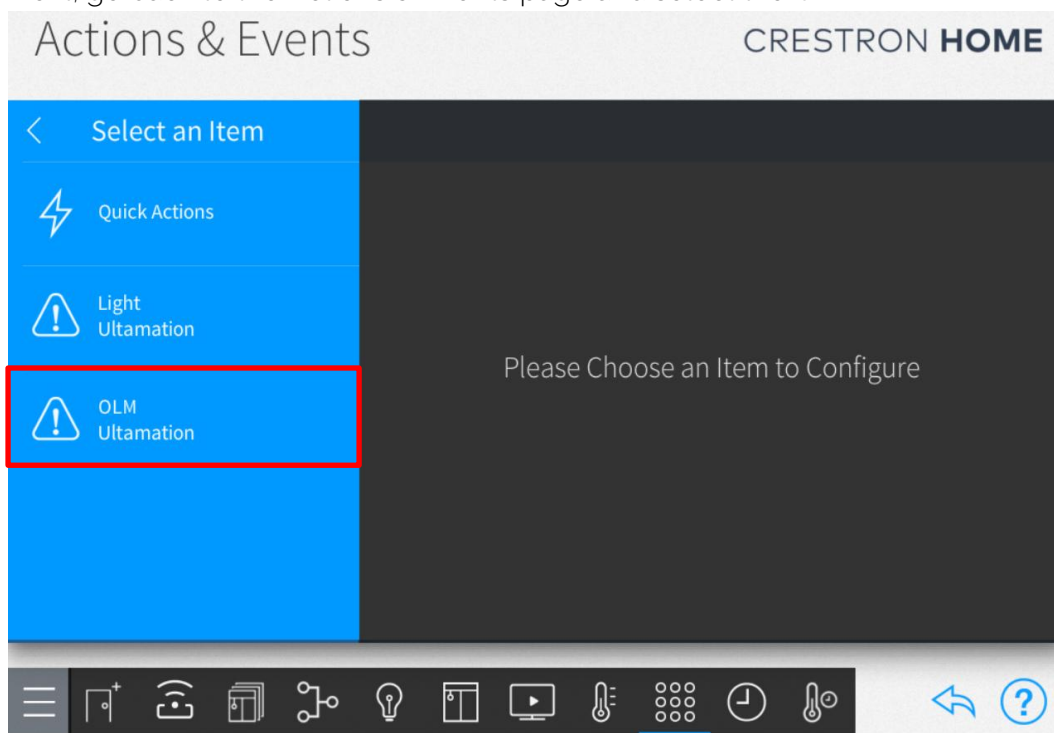 Actions & Events
CRESTRON HOME
Select an Item
Quick Actions
Light
Ultamation
OLM
Ultamation
Please Choose an Item to Configure
?